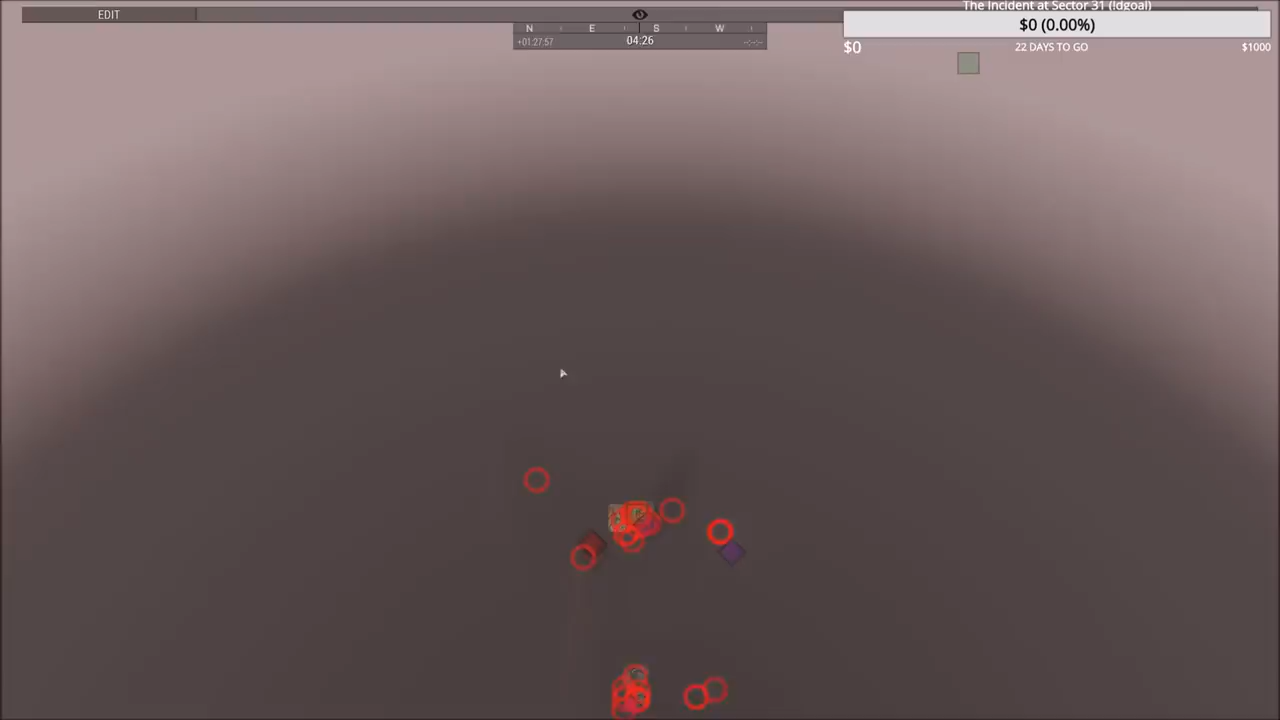 The Incident at Sector 31 (!dgoal)
EDIT
$0 (0.00%)
N E S W
+01:27:57 04:26 --:--
$0 22 DAYS TO GO $1000